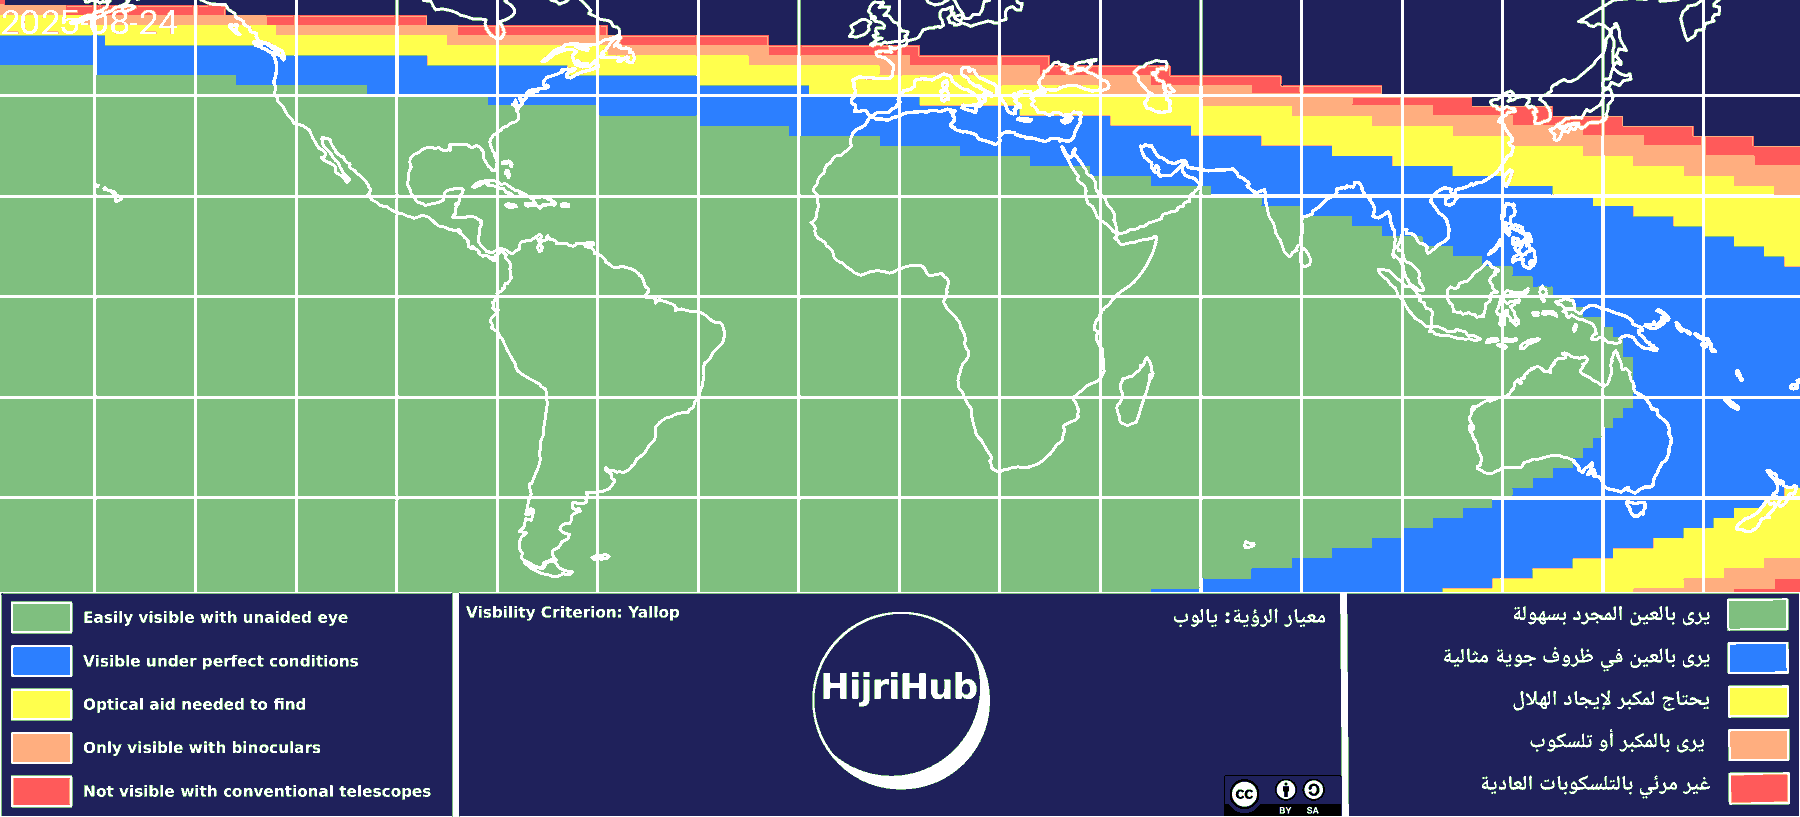 2025-08-24
Easily visible with unaided eye
Visible under perfect conditions
Optical aid needed to find
Only visible with binoculars
Not visible with conventional telescopes
Visbility Criterion: Yallop
معيار الرؤية: يالوب
HijriHub
cc
BY SA
يرى بالعين المجرد بسهولة
يرى بالعين في ظروف جوية مثالية
يحتاج لمكبر لإيجاد الهلال
يرى بالمكبر أو تلسكوب
غير مرئي بالتلسكوبات العادية